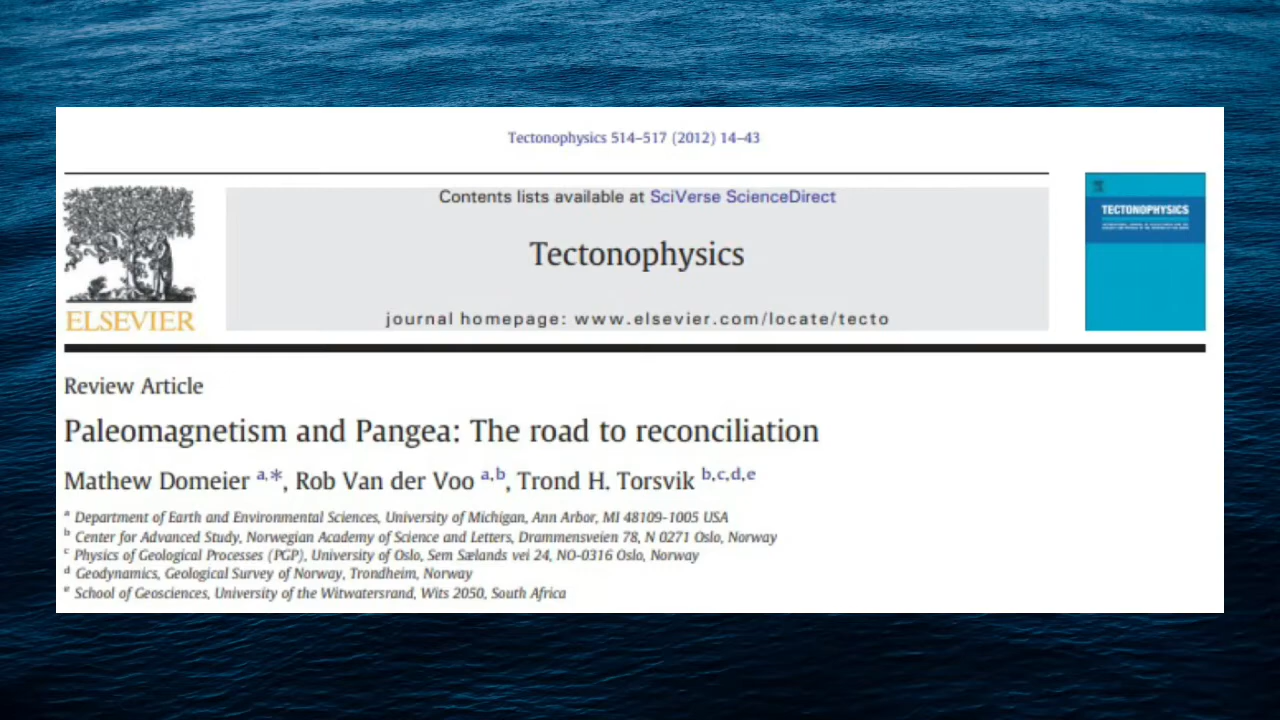 Tectonophysics 514–517 (2012) 14–43
Contents lists available at SciVerse ScienceDirect
Tectonophysics
journal homepage: www.elsevier.com/locate/tecto
ELSEVIER
TECTONOPHYSICS
Review Article
Paleomagnetism and Pangea: The road to reconciliation
Mathew Domeier a,*, Rob Van der Voo a,b, Trond H. Torsvik b,c,d,e
a Department of Earth and Environmental Sciences, University of Michigan, Ann Arbor, MI 48109-1005 USA
b Center for Advanced Study, Norwegian Academy of Science and Letters, Drammensveien 78, N 0271 Oslo, Norway
c Physics of Geological Processes (PGP), University of Oslo, Sem Sælands vei 24, NO-0316 Oslo, Norway
d Geodynamics, Geological Survey of Norway, Trondheim, Norway
e School of Geosciences, University of the Witwatersrand, Wits 2050, South Africa